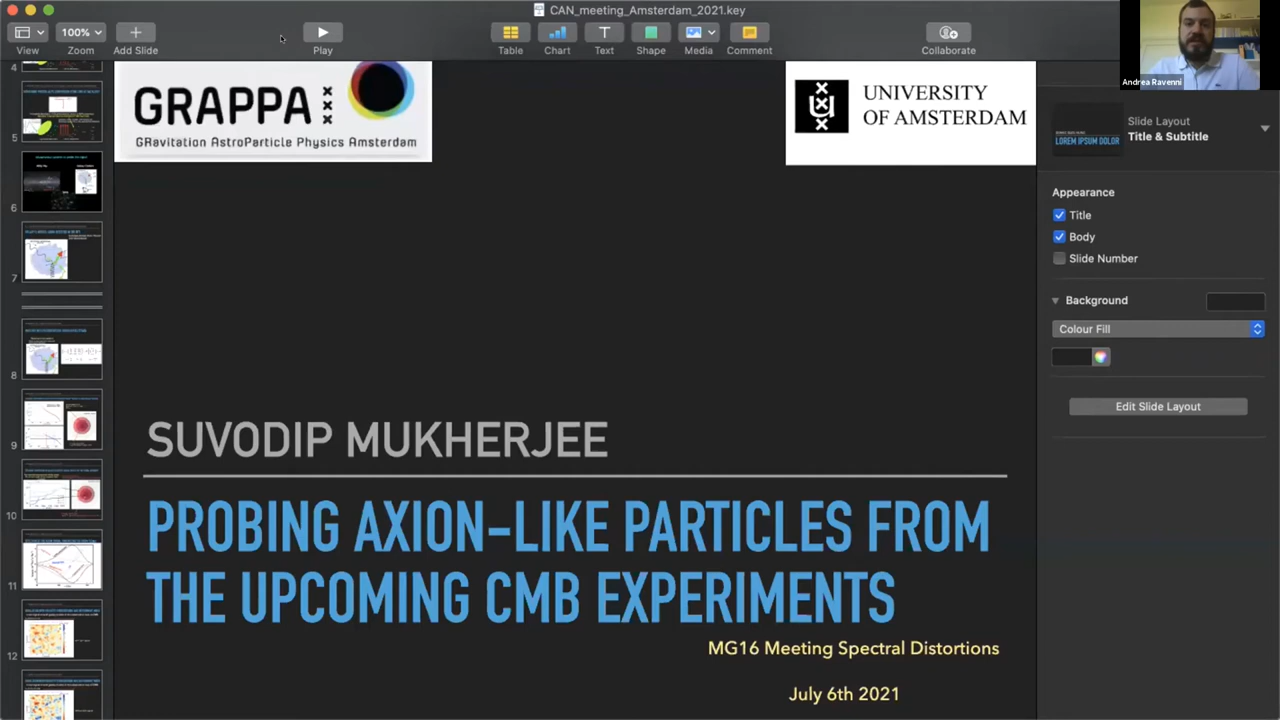 CAN_meeting_Amsterdam_2021.key
100%
View
Zoom
Add Slide
Play
Table
Chart
Text
Shape
Media
Comment
Collaborate
Andrea Ravenni
4
5
6
7
8
9
10
11
12
GRAPPA
GRavitation AstroParticle Physics Amsterdam
UNIVERSITY
OF AMSTERDAM
SUVODIP MUKHERJEE
PROBING AXION-LIKE PARTICLES FROM
THE UPCOMING CMB EXPERIMENTS
MG16 Meeting Spectral Distortions
July 6th 2021
LOREM IPSUM DOLOR
Slide Layout
Title & Subtitle
Appearance
Title
Body
Slide Number
Background
Colour Fill
Edit Slide Layout